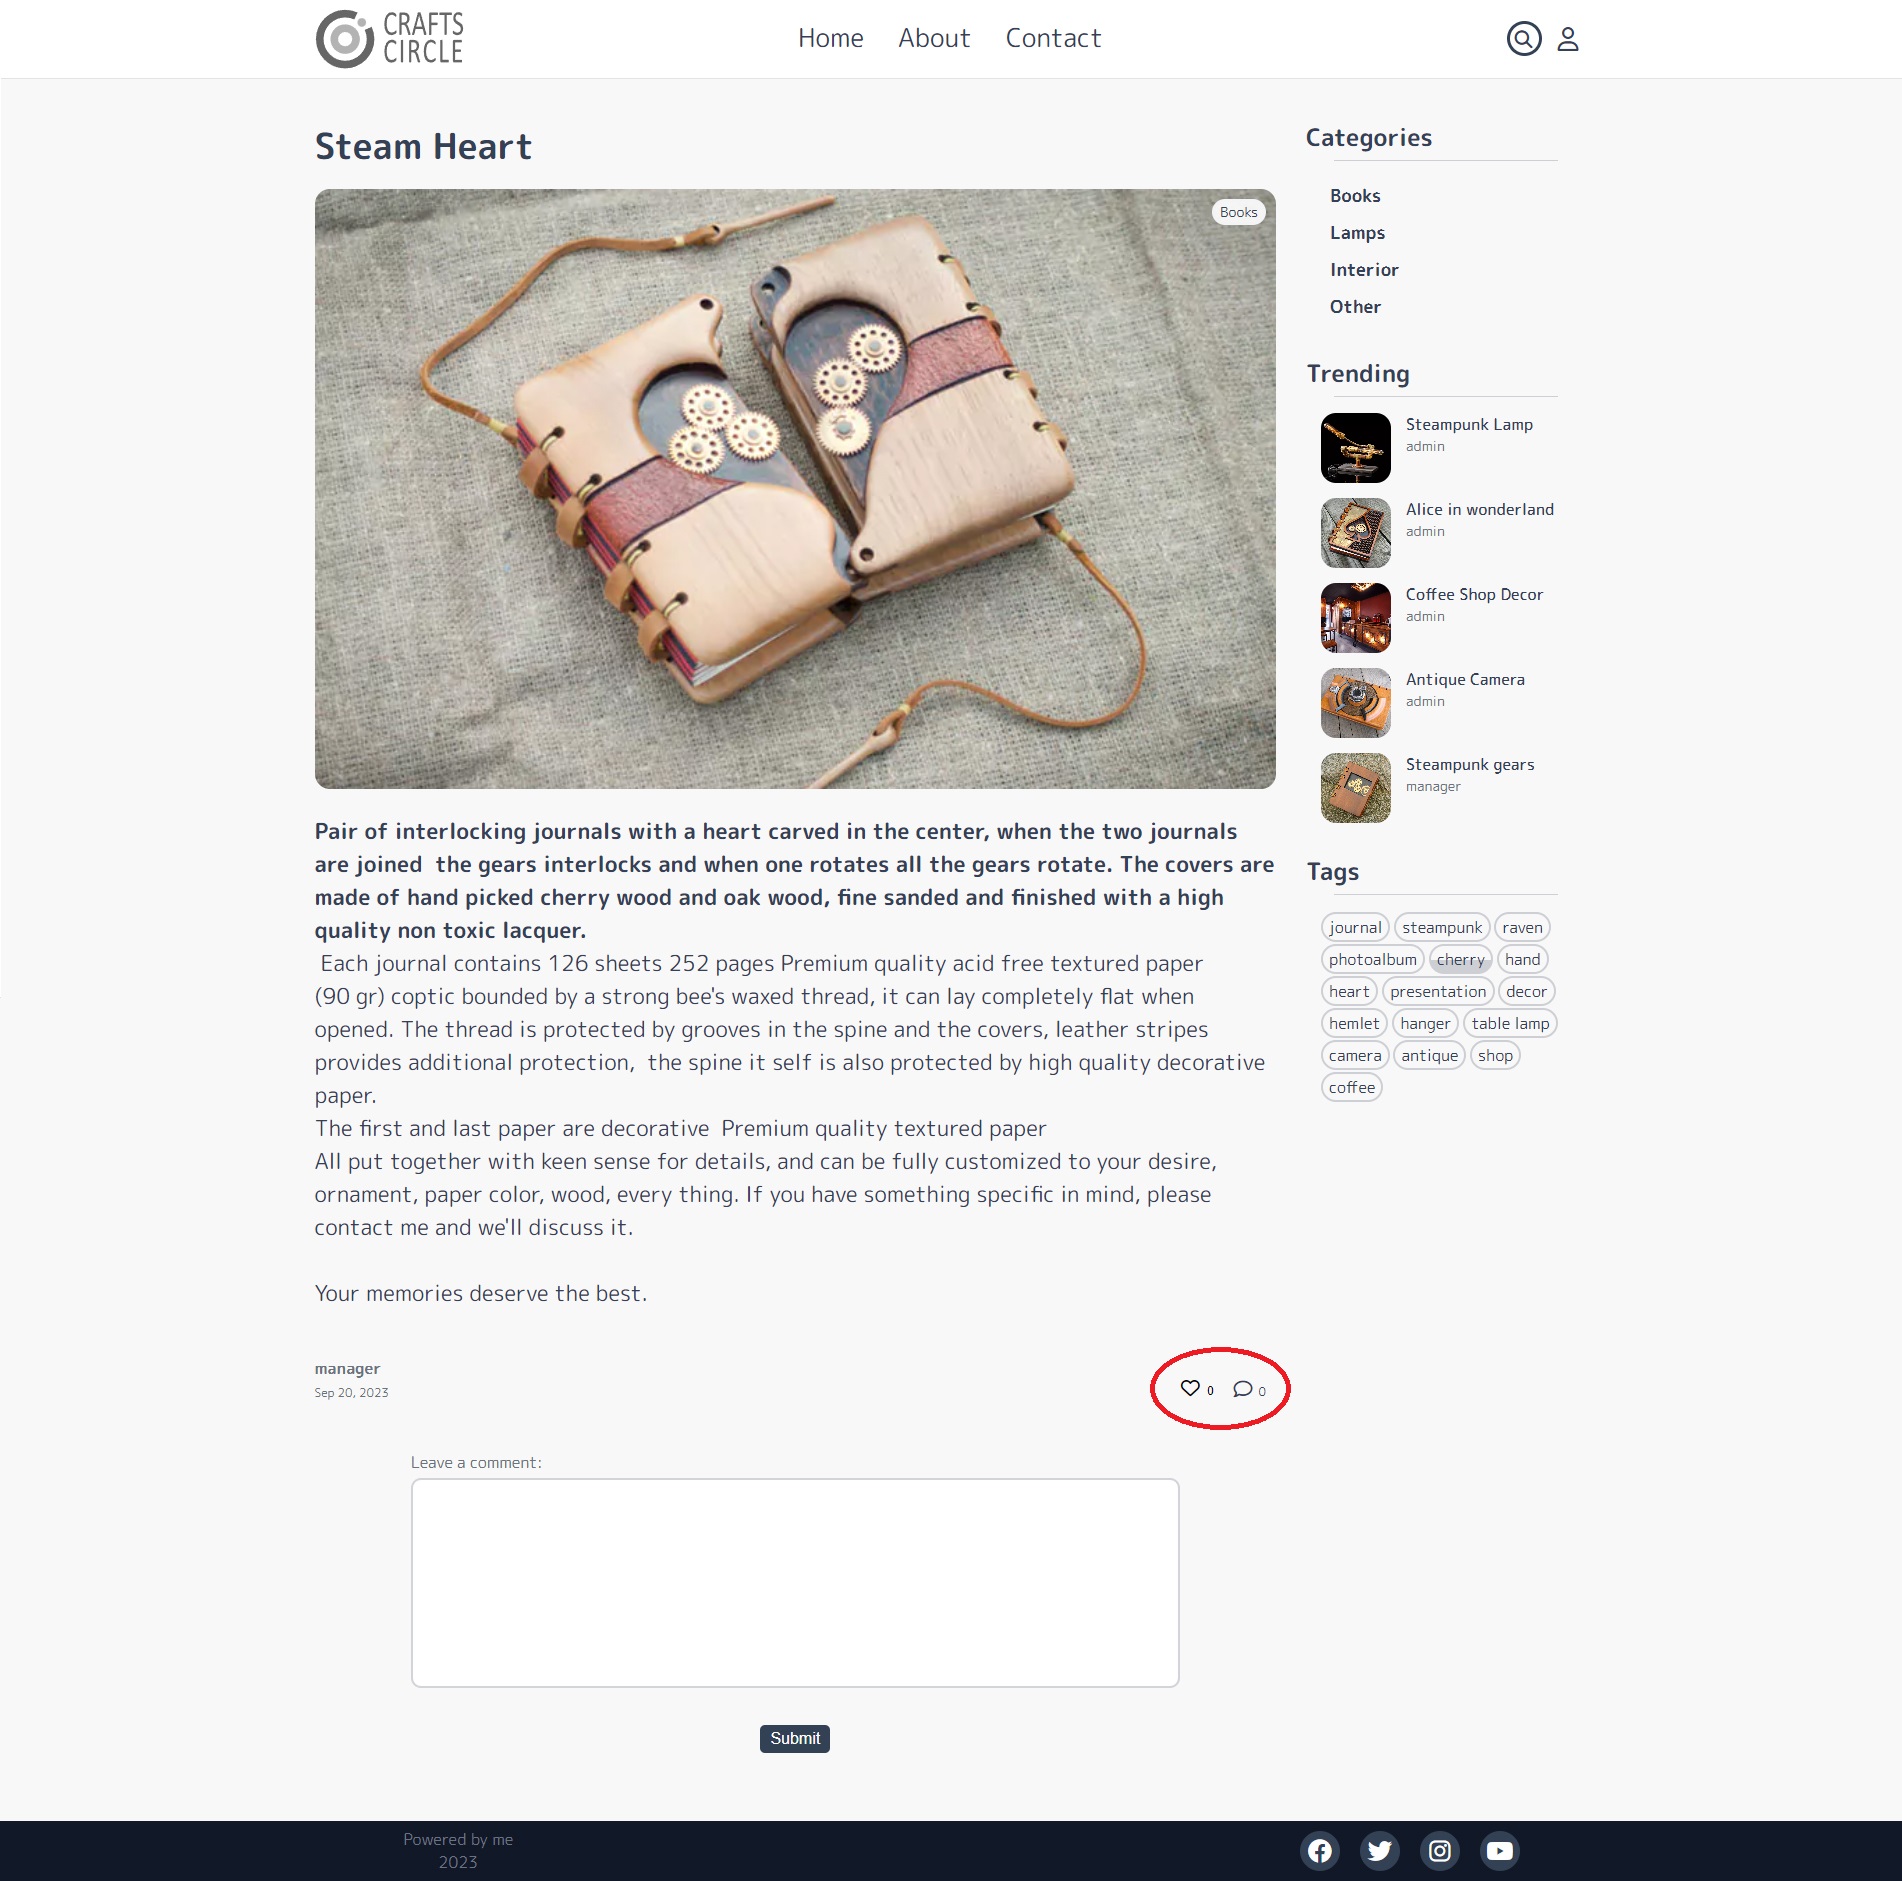 CRAFTS
CIRCLE
Home About Contact
Steam Heart
Books
Pair of interlocking journals with a heart carved in the center, when the two journals
are joined  the gears interlocks and when one rotates all the gears rotate. The covers are
made of hand picked cherry wood and oak wood, fine sanded and finished with a high
quality non toxic lacquer.
Each journal contains 126 sheets 252 pages Premium quality acid free textured paper
(90 gr) coptic bounded by a strong bee's waxed thread, it can lay completely flat when
opened. The thread is protected by grooves in the spine and the covers, leather stripes
provides additional protection,  the spine it self is also protected by high quality decorative
paper.
The first and last paper are decorative  Premium quality textured paper
All put together with keen sense for details, and can be fully customized to your desire,
ornament, paper color, wood, every thing. If you have something specific in mind, please
contact me and we'll discuss it.
Your memories deserve the best.
manager
Sep 20, 2023
0 0
Leave a comment:
Submit
Categories
Books
Lamps
Interior
Other
Trending
Steampunk Lamp
admin
Alice in wonderland
admin
Coffee Shop Decor
admin
Antique Camera
admin
Steampunk gears
manager
Tags
journal steampunk raven
photoalbum cherry hand
heart presentation decor
hemlet hanger table lamp
camera antique shop
coffee
Powered by me
2023